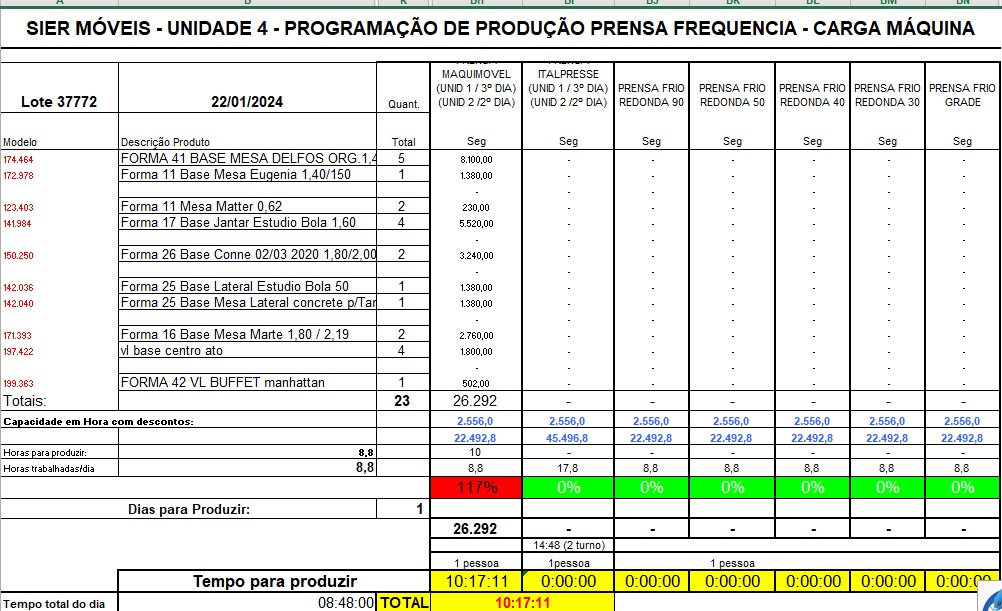 A B K BH BI BJ BK BL BM BN
SIER MÓVEIS - UNIDADE 4 - PROGRAMAÇÃO DE PRODUÇÃO PRENSA FREQUENCIA - CARGA MÁQUINA
Lote 37772 22/01/2024 Quant. MAQUIMOVEL (UNID 1 / 3º DIA) (UNID 2 /2º DIA) ITALPRESSE (UNID 1 / 3º DIA) (UNID 2 /2º DIA) PRENSA FRIO REDONDA 90 PRENSA FRIO REDONDA 50 PRENSA FRIO REDONDA 40 PRENSA FRIO REDONDA 30 PRENSA FRIO GRADE
Modelo Descrição Produto Total Seg Seg Seg Seg Seg Seg Seg
174.464 FORMA 41 BASE MESA DELFOS ORG.1,4 5 8.100,00 - - - - - -
172.978 Forma 11 Base Mesa Eugenia 1,40/150 1 1.380,00 - - - - - -
- - - - - - -
123.403 Forma 11 Mesa Matter 0,62 2 230,00 - - - - - -
141.984 Forma 17 Base Jantar Estudio Bola 1,60 4 5.520,00 - - - - - -
- - - - - - -
150.250 Forma 26 Base Conne 02/03 2020 1,80/2,00 2 3.240,00 - - - - - -
- - - - - - -
142.036 Forma 25 Base Lateral Estudio Bola 50 1 1.380,00 - - - - - -
142.040 Forma 25 Base Mesa Lateral concrete p/Tam 1 1.380,00 - - - - - -
- - - - - - -
171.393 Forma 16 Base Mesa Marte 1,80 / 2,19 2 2.760,00 - - - - - -
197.422 vl base centro ato 4 1.800,00 - - - - - -
- - - - - - -
199.363 FORMA 42 VL BUFFET manhattan 1 502,00 - - - - - -
Totais: 23 26.292 - - - - - -
Capacidade em Hora com descontos: 2.556,0 2.556,0 2.556,0 2.556,0 2.556,0 2.556,0 2.556,0
22.492,8 45.496,8 22.492,8 22.492,8 22.492,8 22.492,8 22.492,8
Horas para produzir: 8,8 10 - - - - - -
Horas trabalhadas/dia 8,8 8,8 17,8 8,8 8,8 8,8 8,8 8,8
117% 0% 0% 0% 0% 0% 0%
Dias para Produzir: 1
26.292 - - - - - -
14:48 (2 turno)
1 pessoa 1pessoa 1 pessoa
Tempo para produzir 10:17:11 0:00:00 0:00:00 0:00:00 0:00:00 0:00:00 0:00:00
Tempo total do dia 08:48:00 TOTAL 10:17:11